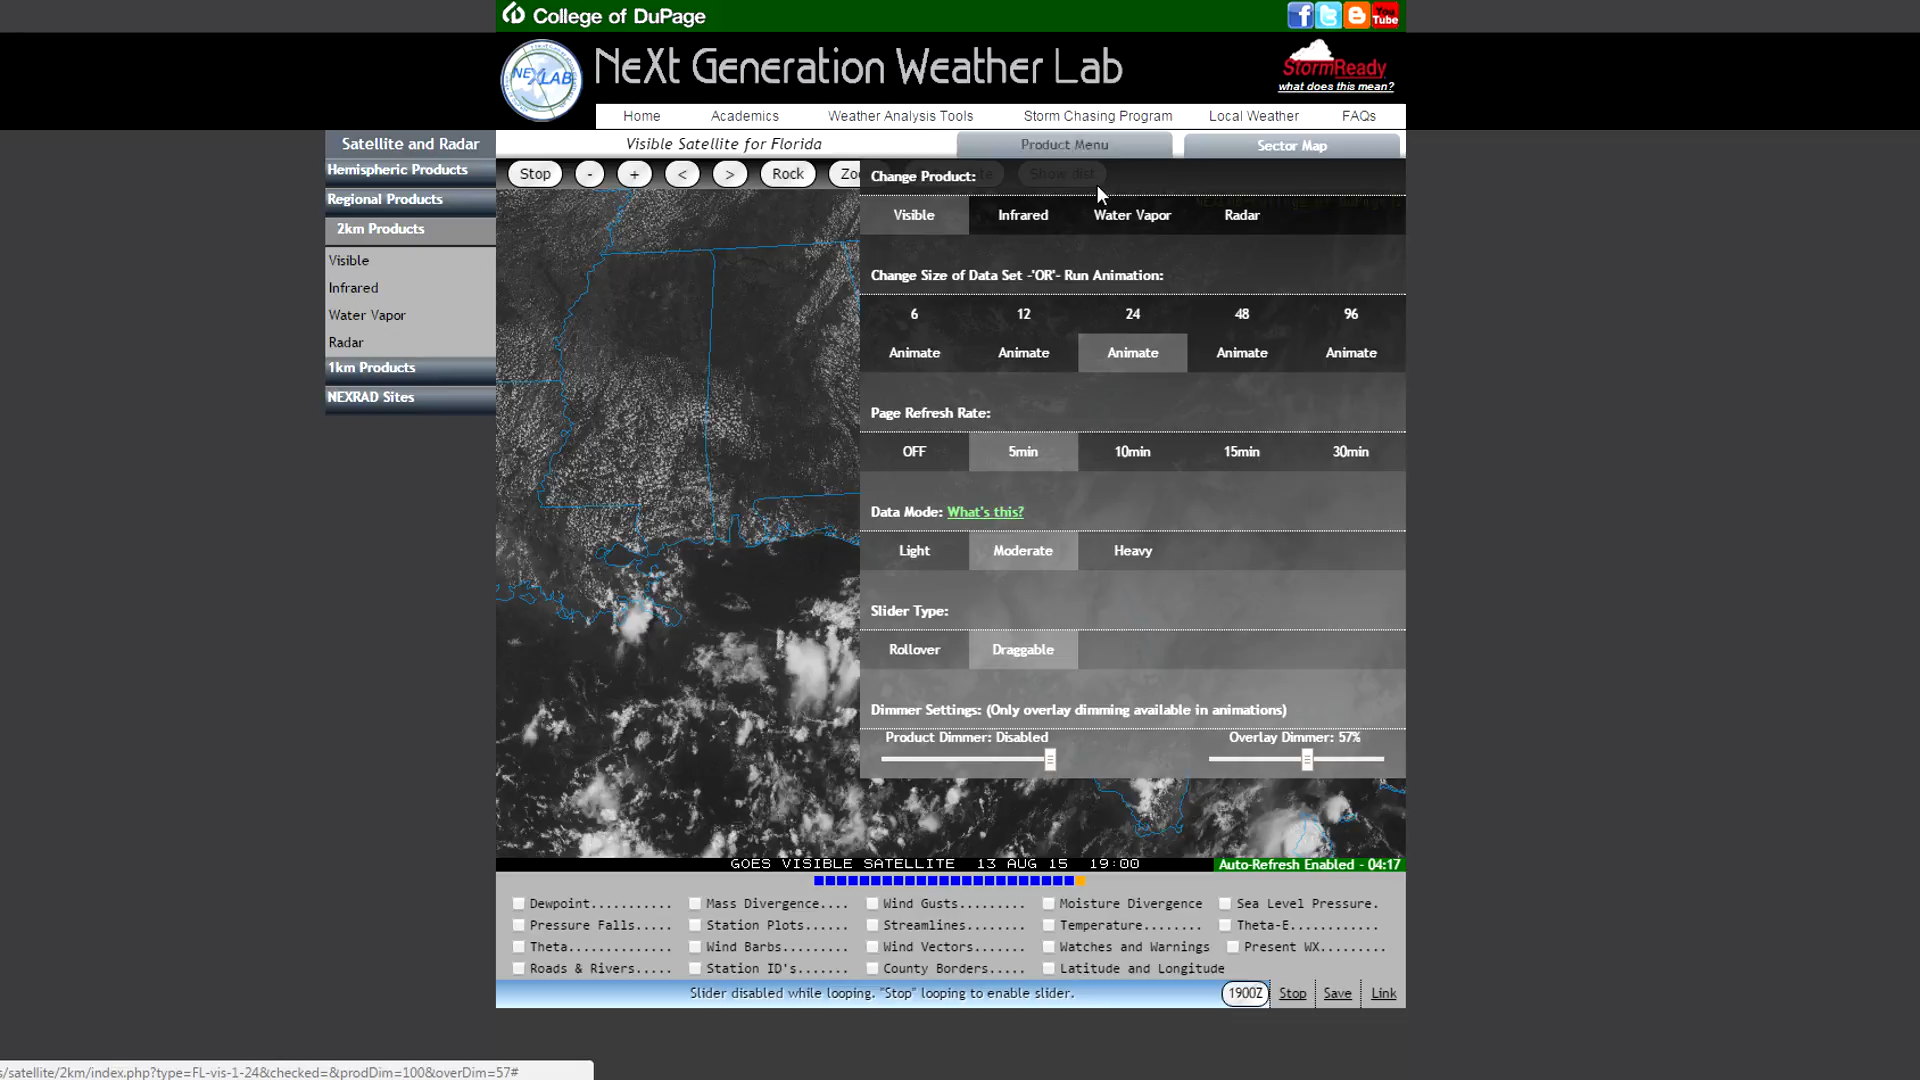 College of DuPage
You Tube
NEXLAB
NeXt Generation Weather Lab
StormReady
what does this mean?
Home Academics Weather Analysis Tools Storm Chasing Program Local Weather FAQs
Satellite and Radar
Hemispheric Products
Regional Products
2km Products
Visible
Infrared
Water Vapor
Radar
1km Products
NEXRAD Sites
Visible Satellite for Florida Product Menu Sector Map
Stop - + < > Rock Show dist
Change Product:
Visible Infrared Water Vapor Radar
Change Size of Data Set -'OR'- Run Animation:
6 12 24 48 96
Animate Animate Animate Animate Animate
Page Refresh Rate:
OFF 5min 10min 15min 30min
Data Mode: What's this?
Light Moderate Heavy
Slider Type:
Rollover Draggable
Dimmer Settings: (Only overlay dimming available in animations)
Product Dimmer: Disabled Overlay Dimmer: 57%
GOES VISIBLE SATELLITE 13 AUG 15 19:00
Auto-Refresh Enabled - 04:17
Dewpoint........... Mass Divergence.... Wind Gusts......... Moisture Divergence Sea Level Pressure.
Pressure Falls..... Station Plots...... Streamlines........ Temperature........ Theta-E............
Theta.............. Wind Barbs......... Wind Vectors....... Watches and Warnings Present WX.........
Roads & Rivers..... Station ID's....... County Borders..... Latitude and Longitude
Slider disabled while looping. "Stop" looping to enable slider. 1900Z Stop Save Link
s/satellite/2km/index.php?type=FL-vis-1-24&checked=&prodDim=100&overDim=57#